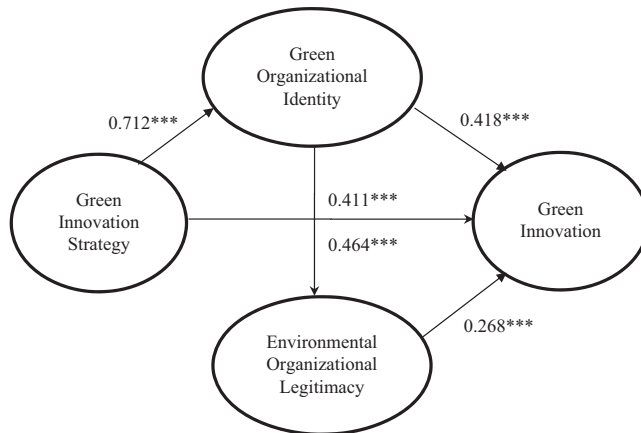 Green
Organizational
Identity
0.712***
0.418***
Green
Innovation
Strategy
0.411***
Green
Innovation
0.464***
0.268***
Environmental
Organizational
Legitimacy